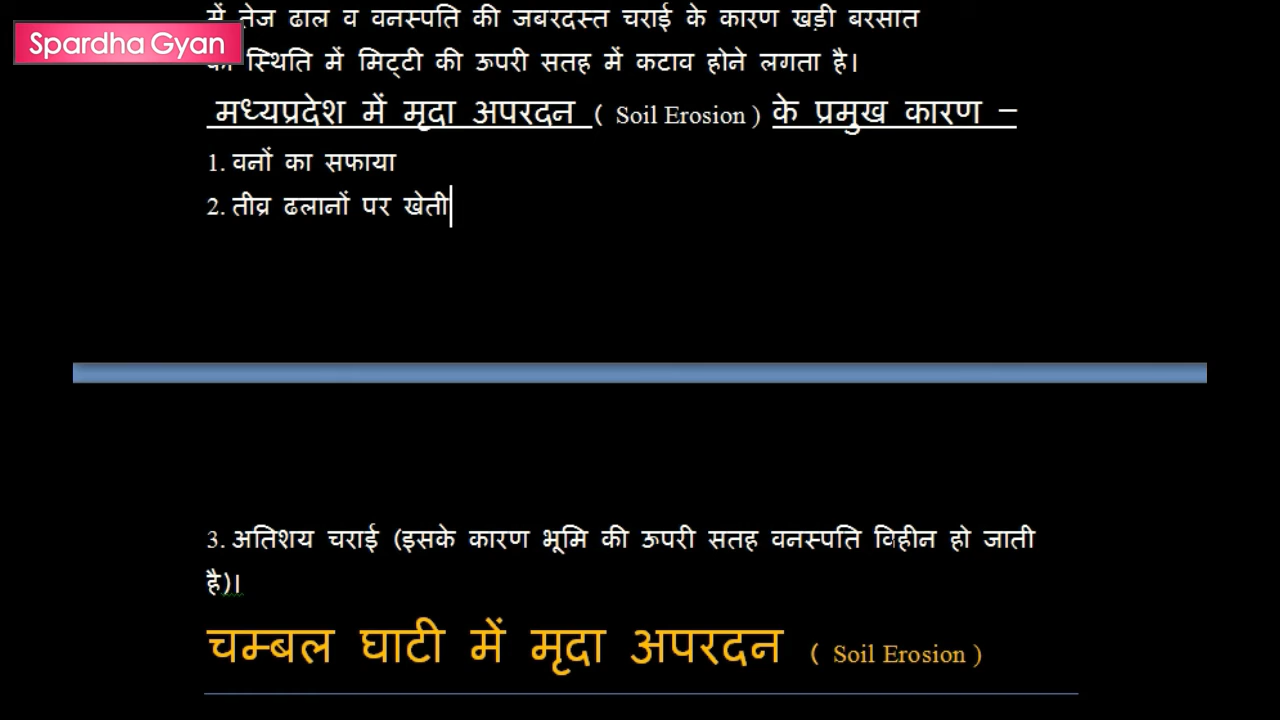 में तेज ढाल व वनस्पति की जबरदस्त चराई के कारण खड़ी बरसात
Spardha Gyan
स्थिति में मिट्टी की ऊपरी सतह में कटाव होने लगता है।
मध्यप्रदेश में मृदा अपरदन ( Soil Erosion ) के प्रमुख कारण –
1. वनों का सफाया
2. तीव्र ढलानों पर खेती
3. अतिशय चराई (इसके कारण भूमि की ऊपरी सतह वनस्पति विहीन हो जाती
है)।
चम्बल घाटी में मृदा अपरदन ( Soil Erosion )